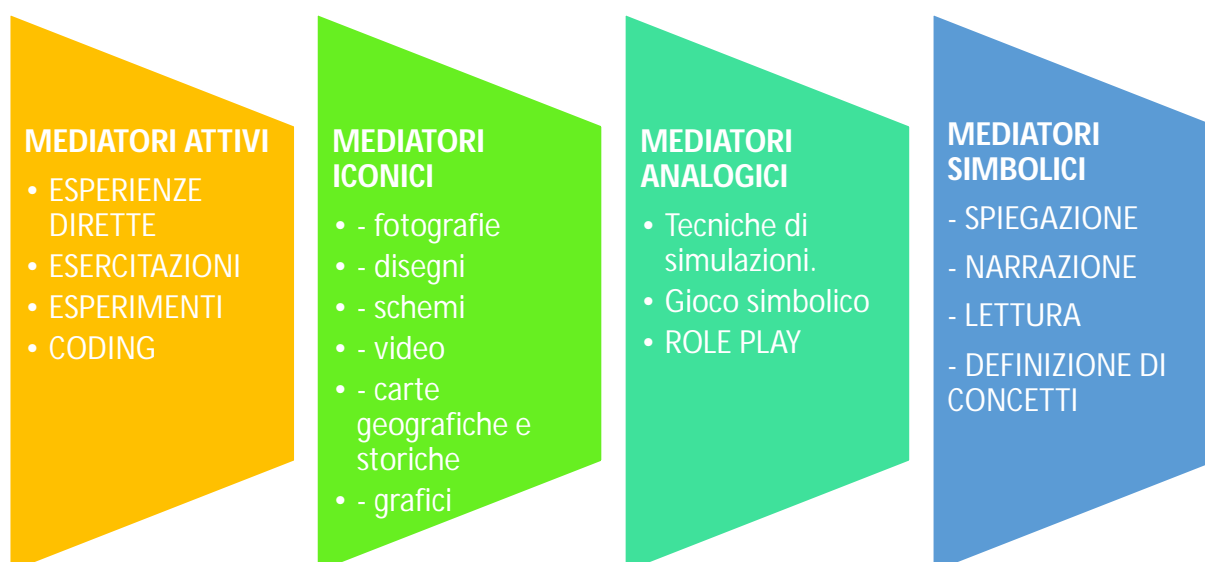 MEDIATORI ATTIVI
• ESPERIENZE
DIRETTE
• ESERCITAZIONI
• ESPERIMENTI
• CODING
MEDIATORI
ICONICI
• - fotografie
• - disegni
• - schemi
• - video
• - carte
geografiche e
storiche
• - grafici
MEDIATORI
ANALOGICI
• Tecniche di
simulazioni.
• Gioco simbolico
• ROLE PLAY
MEDIATORI
SIMBOLICI
- SPIEGAZIONE
- NARRAZIONE
- LETTURA
- DEFINIZIONE DI
CONCETTI